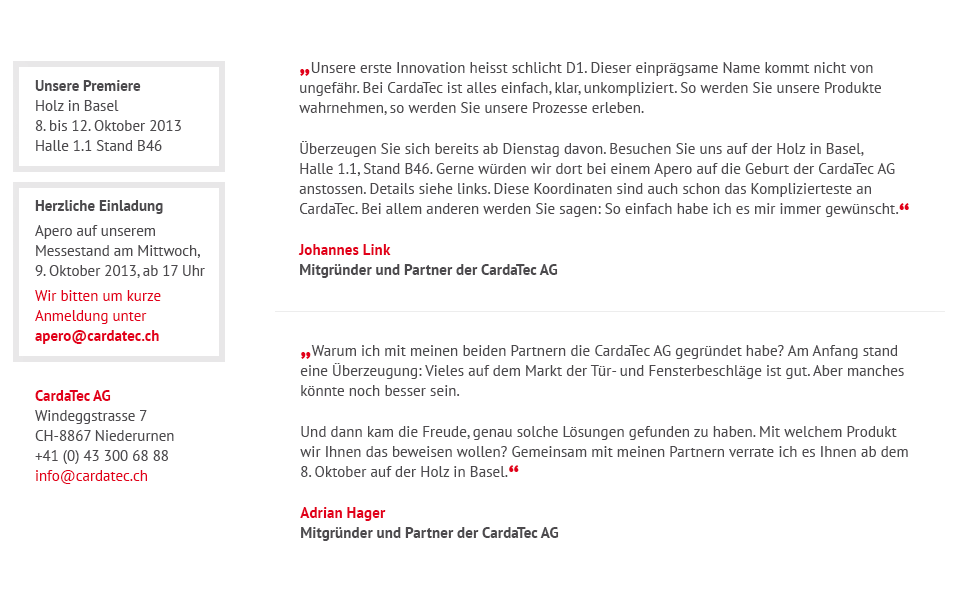 Unsere Premiere
Holz in Basel
8. bis 12. Oktober 2013
Halle 1.1 Stand B46
Herzliche Einladung
Apero auf unserem
Messestand am Mittwoch,
9. Oktober 2013, ab 17 Uhr
Wir bitten um kurze
Anmeldung unter
apero@cardatec.ch
CardaTec AG
Windeggstrasse 7
CH-8867 Niederurnen
+41 (0) 43 300 68 88
info@cardatec.ch
„Unsere erste Innovation heisst schlicht D1. Dieser einprägsame Name kommt nicht von
ungefähr. Bei CardaTec ist alles einfach, klar, unkompliziert. So werden Sie unsere Produkte
wahrnehmen, so werden Sie unsere Prozesse erleben.
Überzeugen Sie sich bereits ab Dienstag davon. Besuchen Sie uns auf der Holz in Basel,
Halle 1.1, Stand B46. Gerne würden wir dort bei einem Apero auf die Geburt der CardaTec AG
anstossen. Details siehe links. Diese Koordinaten sind auch schon das Komplizierteste an
CardaTec. Bei allem anderen werden Sie sagen: So einfach habe ich es mir immer gewünscht.“
Johannes Link
Mitgründer und Partner der CardaTec AG
„Warum ich mit meinen beiden Partnern die CardaTec AG gegründet habe? Am Anfang stand
eine Überzeugung: Vieles auf dem Markt der Tür- und Fensterbeschläge ist gut. Aber manches
könnte noch besser sein.
Und dann kam die Freude, genau solche Lösungen gefunden zu haben. Mit welchem Produkt
wir Ihnen das beweisen wollen? Gemeinsam mit meinen Partnern verrate ich es Ihnen ab dem
8. Oktober auf der Holz in Basel.“
Adrian Hager
Mitgründer und Partner der CardaTec AG